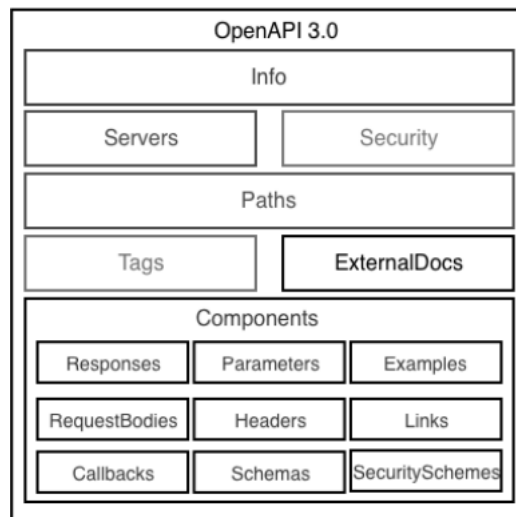 OpenAPI 3.0
Info
Servers Security
Paths
Tags ExternalDocs
Components
Responses Parameters Examples
RequestBodies Headers Links
Callbacks Schemas SecuritySchemes